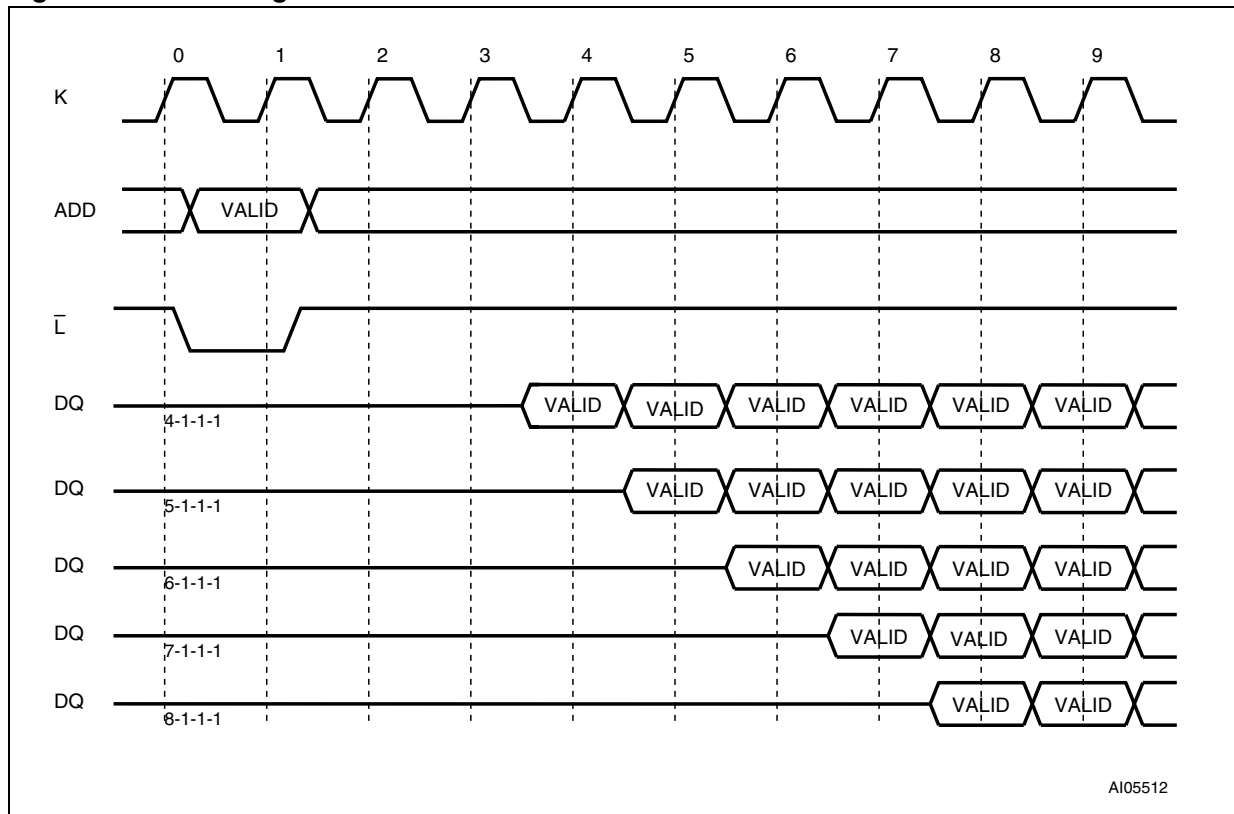 0 1 2 3 4 5 6 7 8 9
K
ADD VALID
L̅
DQ VALID VALID VALID VALID VALID VALID
4-1-1-1
DQ VALID VALID VALID VALID VALID
5-1-1-1
DQ VALID VALID VALID VALID
6-1-1-1
DQ VALID VALID VALID
7-1-1-1
DQ VALID VALID
8-1-1-1
AI05512